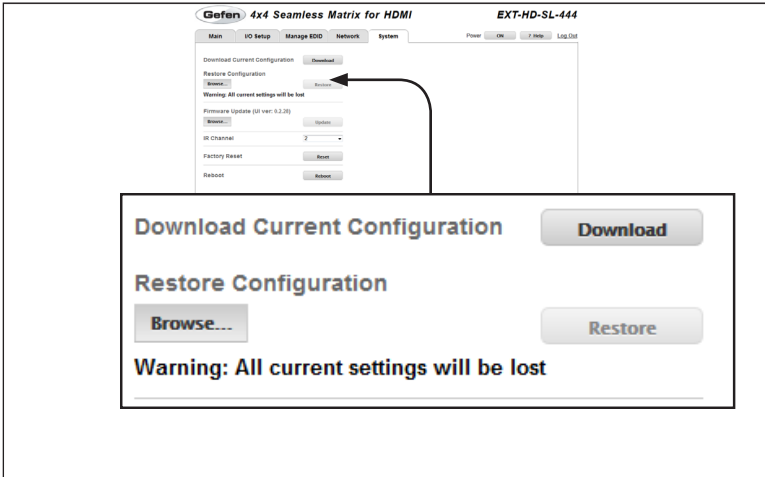 Gefen 4x4 Seamless Matrix for HDMI EXT-HD-SL-444
Main I/O Setup Manage EDID Network System Power ON ? Help Log Out
Download Current Configuration Download
Restore Configuration
Browse... Restore
Warning: All current settings will be lost
Firmware Update (UI ver: 0.2.26)
Browse... Update
IR Channel 2
Factory Reset Reset
Reboot Reboot
Download Current Configuration Download
Restore Configuration
Browse... Restore
Warning: All current settings will be lost